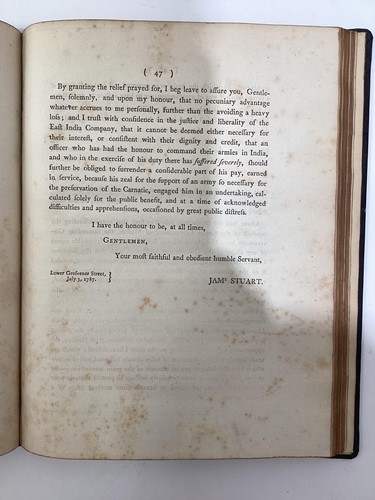 ( 47 )
By granting the relief prayed for, I beg leave to aſſure you, Gentle-
men, ſolemnly, and upon my honour, that no pecuniary advantage
whatever accrues to me perſonally, further than the avoiding a heavy
loſs; and I truſt with confidence in the juſtice and liberality of the
Eaſt India Company, that it cannot be deemed either neceſſary for
their intereſt, or conſiſtent with their dignity and credit, that an
officer who has had the honour to command their armies in India,
and who in the exerciſe of his duty there has ſuffered ſeverely, ſhould
further be obliged to ſurrender a conſiderable part of his pay, earned
in ſervice, becauſe his zeal for the ſupport of an army ſo neceſſary for
the preſervation of the Carnatic, engaged him in an undertaking, cal-
culated ſolely for the public benefit, and at a time of acknowledged
difficulties and apprehenſions, occaſioned by great public diſtreſs.
I have the honour to be, at all times,
GENTLEMEN,
Your moſt faithful and obedient humble Servant,
Lower Groſvenor Street,
July 3, 1787.
JAMs STUART.